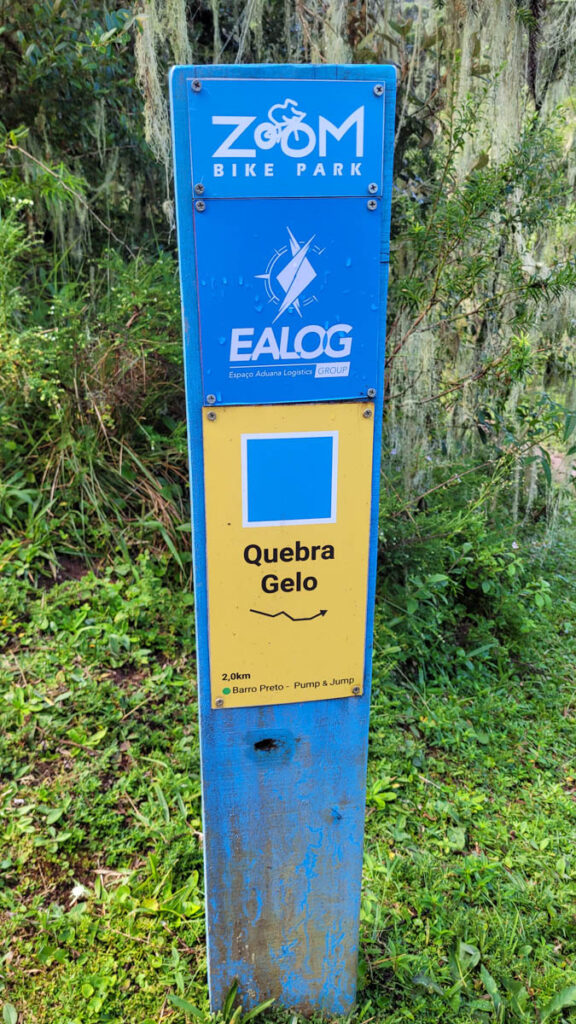 ZOOM
BIKE PARK
EALOG
Espaço Aduana Logistics GROUP
Quebra
Gelo
2,0km
Barro Preto - Pump & Jump